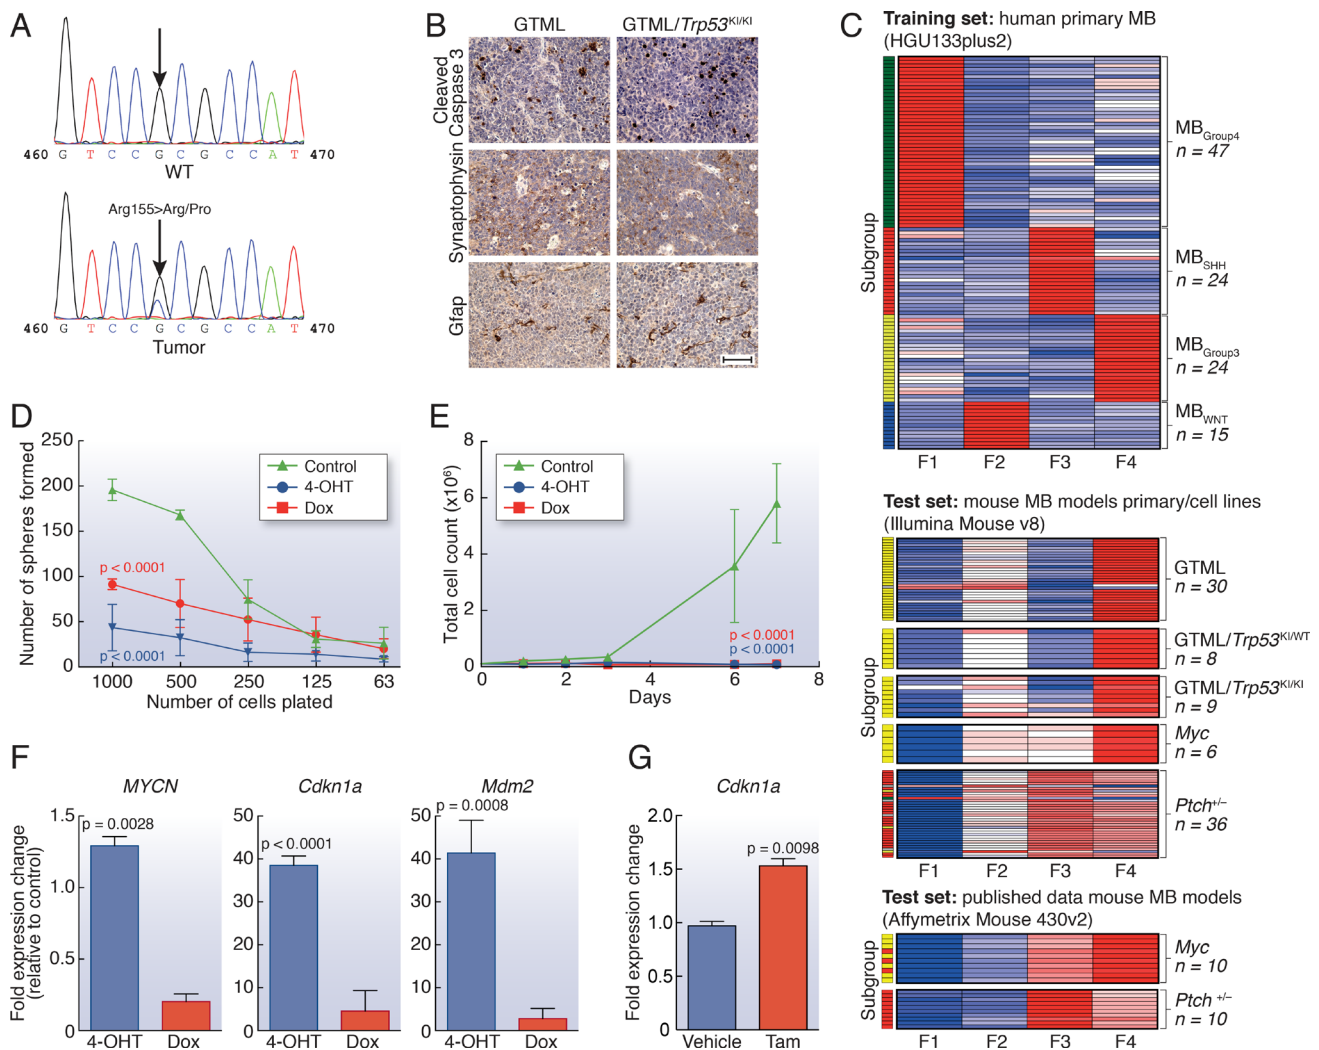 A
460 G T C C G C G C C A T 470
WT
Arg155>Arg/Pro
460 G T C C G C G C C A T 470
Tumor
B
GTML
GTML/Trp53KI/KI
Cleaved
Caspase 3
Synaptophysin
Gfap
C
Training set: human primary MB
(HGU133plus2)
Subgroup
MBGroup4
n = 47
MBSHH
n = 24
MBGroup3
n = 24
MBWNT
n = 15
F1 F2 F3 F4
Test set: mouse MB models primary/cell lines
(Illumina Mouse v8)
Subgroup
GTML
n = 30
GTML/Trp53KI/WT
n = 8
GTML/Trp53KI/KI
n = 9
Myc
n = 6
Ptch+/–
n = 36
F1 F2 F3 F4
Test set: published data mouse MB models
(Affymetrix Mouse 430v2)
Subgroup
Myc
n = 10
Ptch +/–
n = 10
F1 F2 F3 F4
D
Number of spheres formed
250
200
150
100
50
0
Control
4-OHT
Dox
p < 0.0001
p < 0.0001
1000 500 250 125 63
Number of cells plated
E
Total cell count (x10⁶)
8
6
4
2
0
Control
4-OHT
Dox
p < 0.0001
p < 0.0001
0 2 4 6 8
Days
F
Fold expression change
(relative to control)
MYCN
1.5
1.0
0.5
0
p = 0.0028
4-OHT Dox
Cdkn1a
50
40
30
20
10
0
p < 0.0001
4-OHT Dox
Mdm2
50
40
30
20
10
0
p = 0.0008
4-OHT Dox
G
Cdkn1a
Fold expression change
2.0
1.5
1.0
0.5
0
p = 0.0098
Vehicle Tam